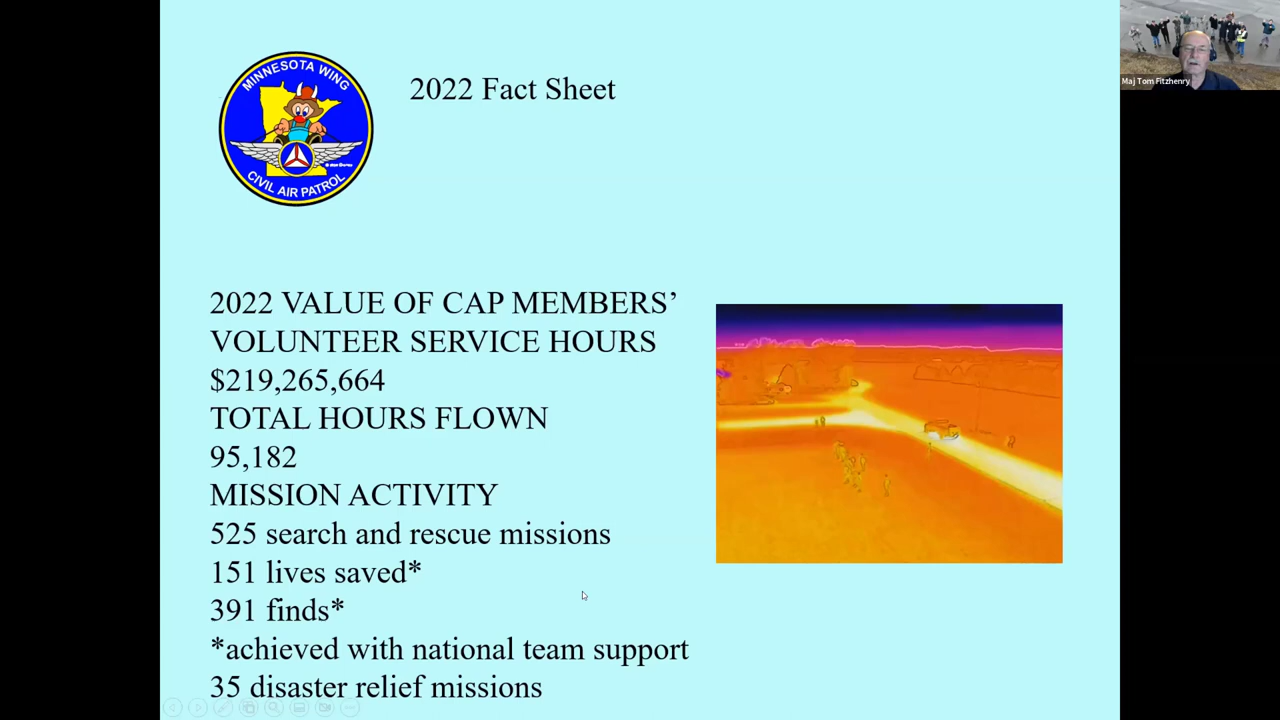 MINNESOTA WING
CIVIL AIR PATROL
2022 Fact Sheet
Maj Tom Fitzhenry
2022 VALUE OF CAP MEMBERS’
VOLUNTEER SERVICE HOURS
$219,265,664
TOTAL HOURS FLOWN
95,182
MISSION ACTIVITY
525 search and rescue missions
151 lives saved*
391 finds*
*achieved with national team support
35 disaster relief missions